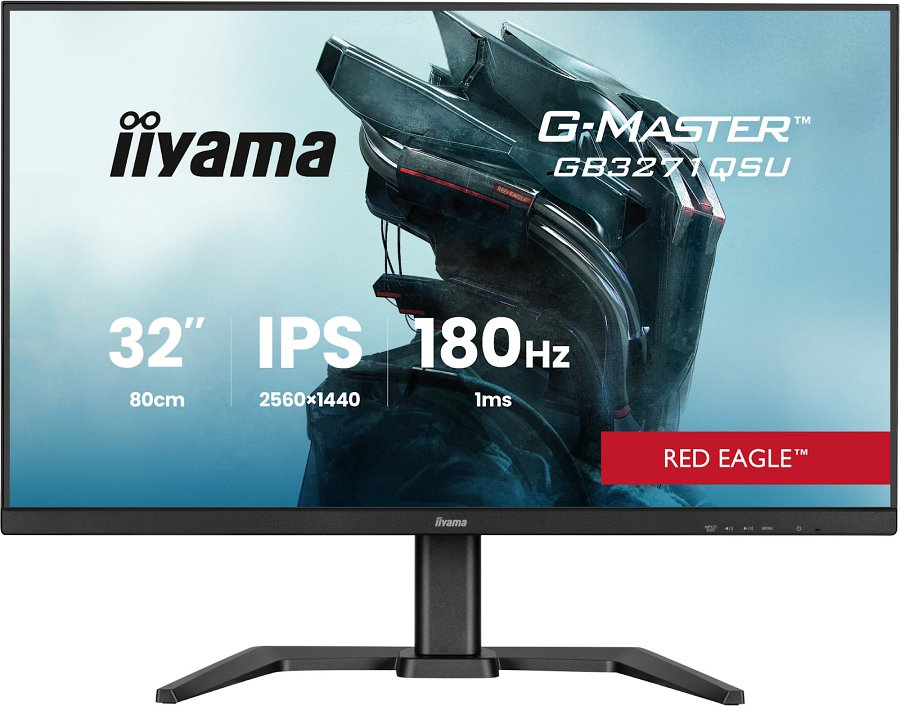 iiyama
G-MASTER™
GB3271QSU
RED EAGLE
32″
IPS
180Hz
80cm
2560×1440
1ms
RED EAGLE™
iiyama
MENU